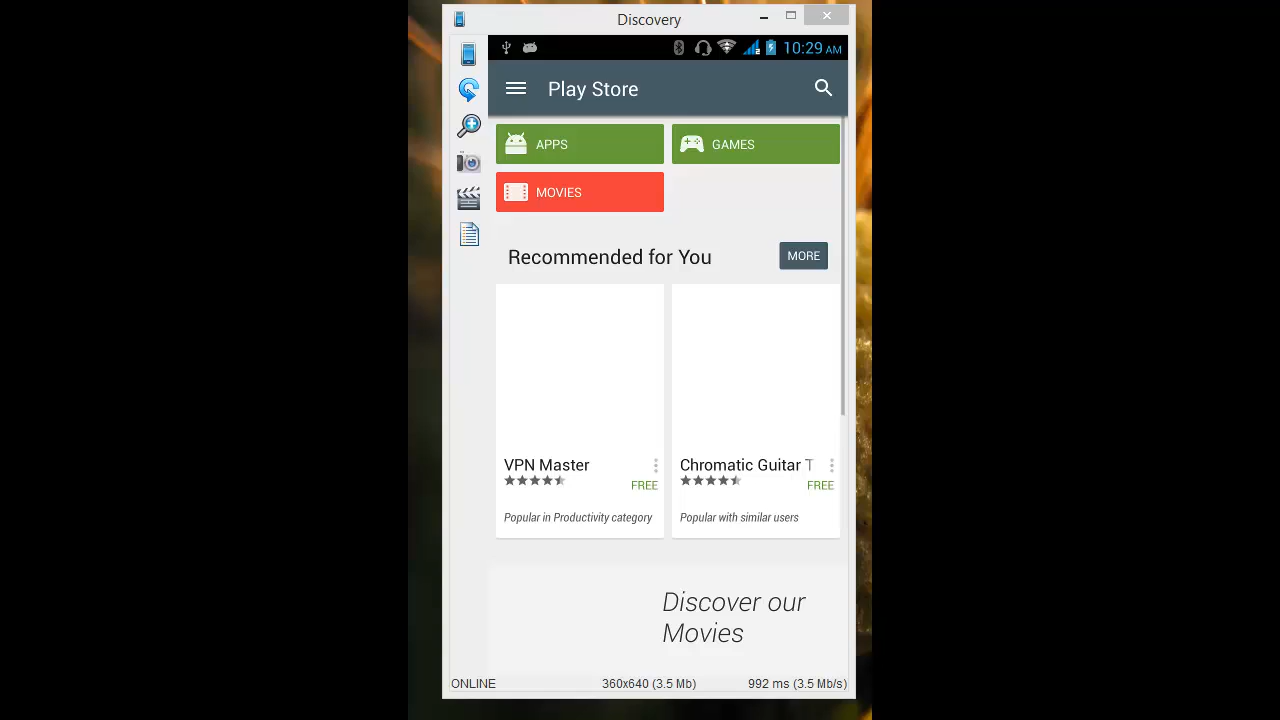 Discovery
10:29 AM
Play Store
APPS
GAMES
MOVIES
Recommended for You
MORE
VPN Master
FREE
Popular in Productivity category
Chromatic Guitar T
FREE
Popular with similar users
Discover our
Movies
ONLINE
360x640 (3.5 Mb)
992 ms (3.5 Mb/s)